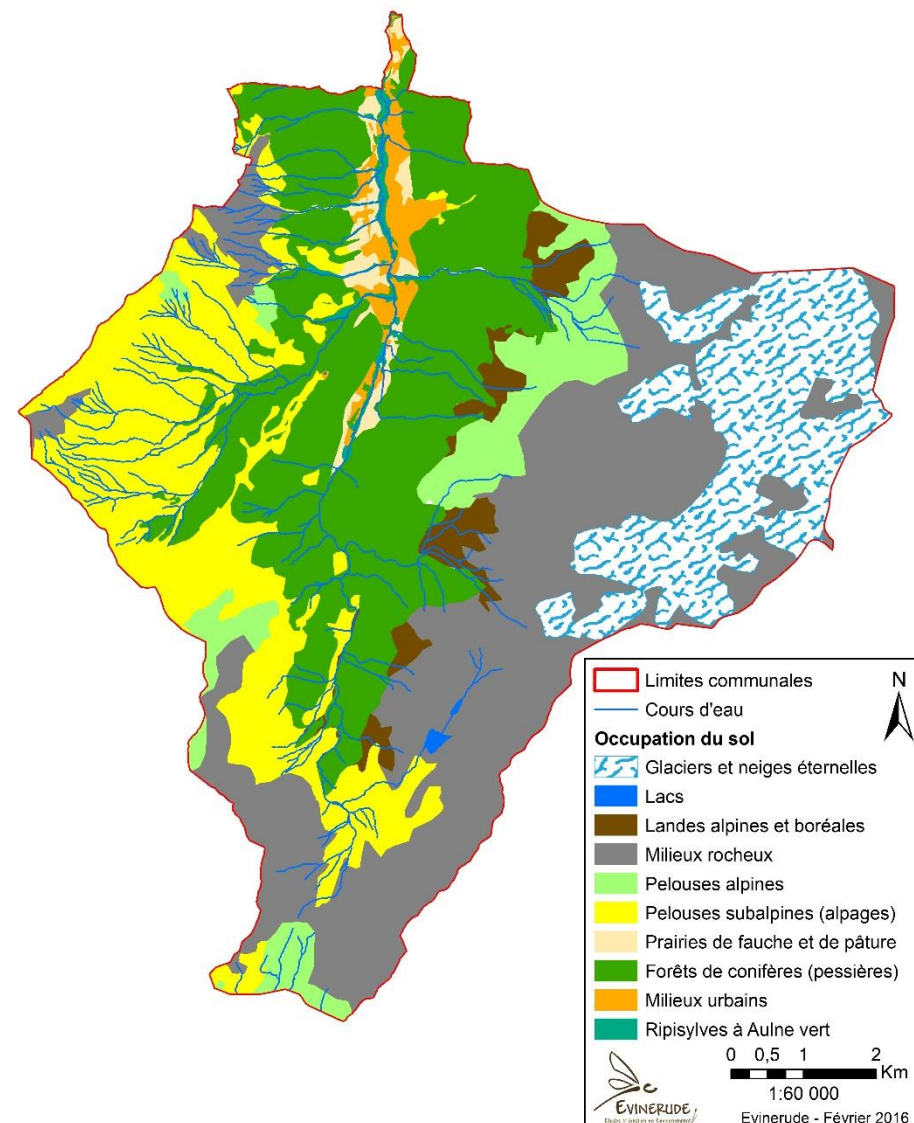 Limites communales
N
Cours d'eau
Occupation du sol
Glaciers et neiges éternelles
Lacs
Landes alpines et boréales
Milieux rocheux
Pelouses alpines
Pelouses subalpines (alpages)
Prairies de fauche et de pâture
Forêts de conifères (pessières)
Milieux urbains
Ripisylves à Aulne vert
0 0,5 1 2
Km
1:60 000
EVINERUDE
Evinerude - Février 2016